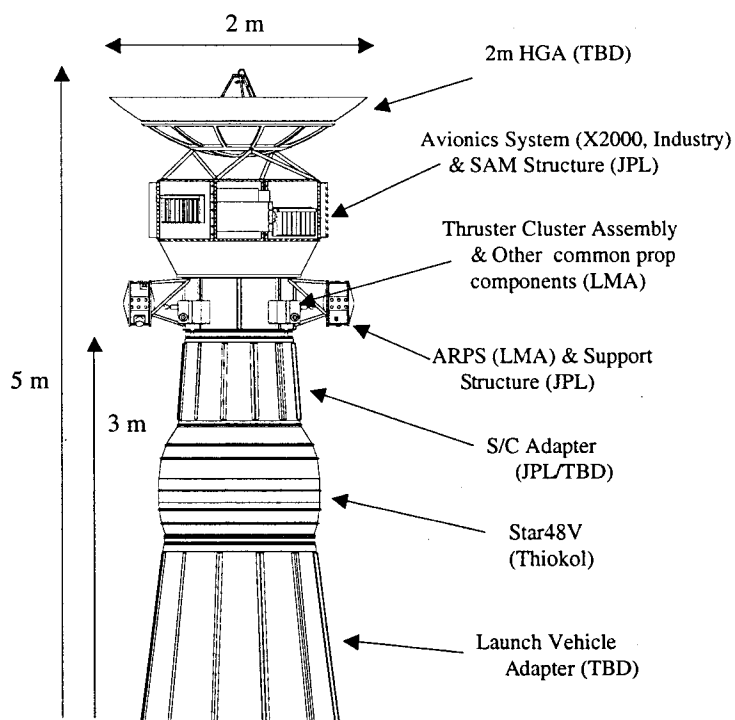 2 m
2m HGA (TBD)
Avionics System (X2000, Industry)
& SAM Structure (JPL)
Thruster Cluster Assembly
& Other common prop
components (LMA)
ARPS (LMA) & Support
Structure (JPL)
5 m
3 m
S/C Adapter
(JPL/TBD)
Star48V
(Thiokol)
Launch Vehicle
Adapter (TBD)